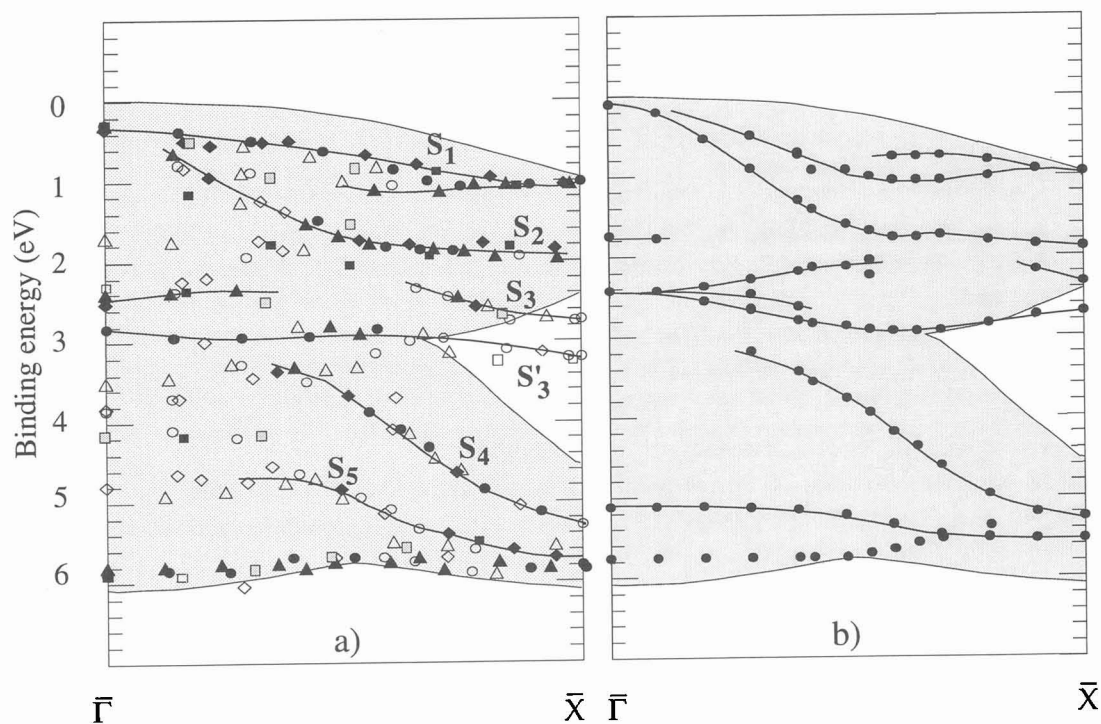 Binding energy (eV)
0
1
2
3
4
5
6
S1
S2
S3
S'3
S4
S5
a)
b)
Γ̄
X̄
Γ̄
X̄